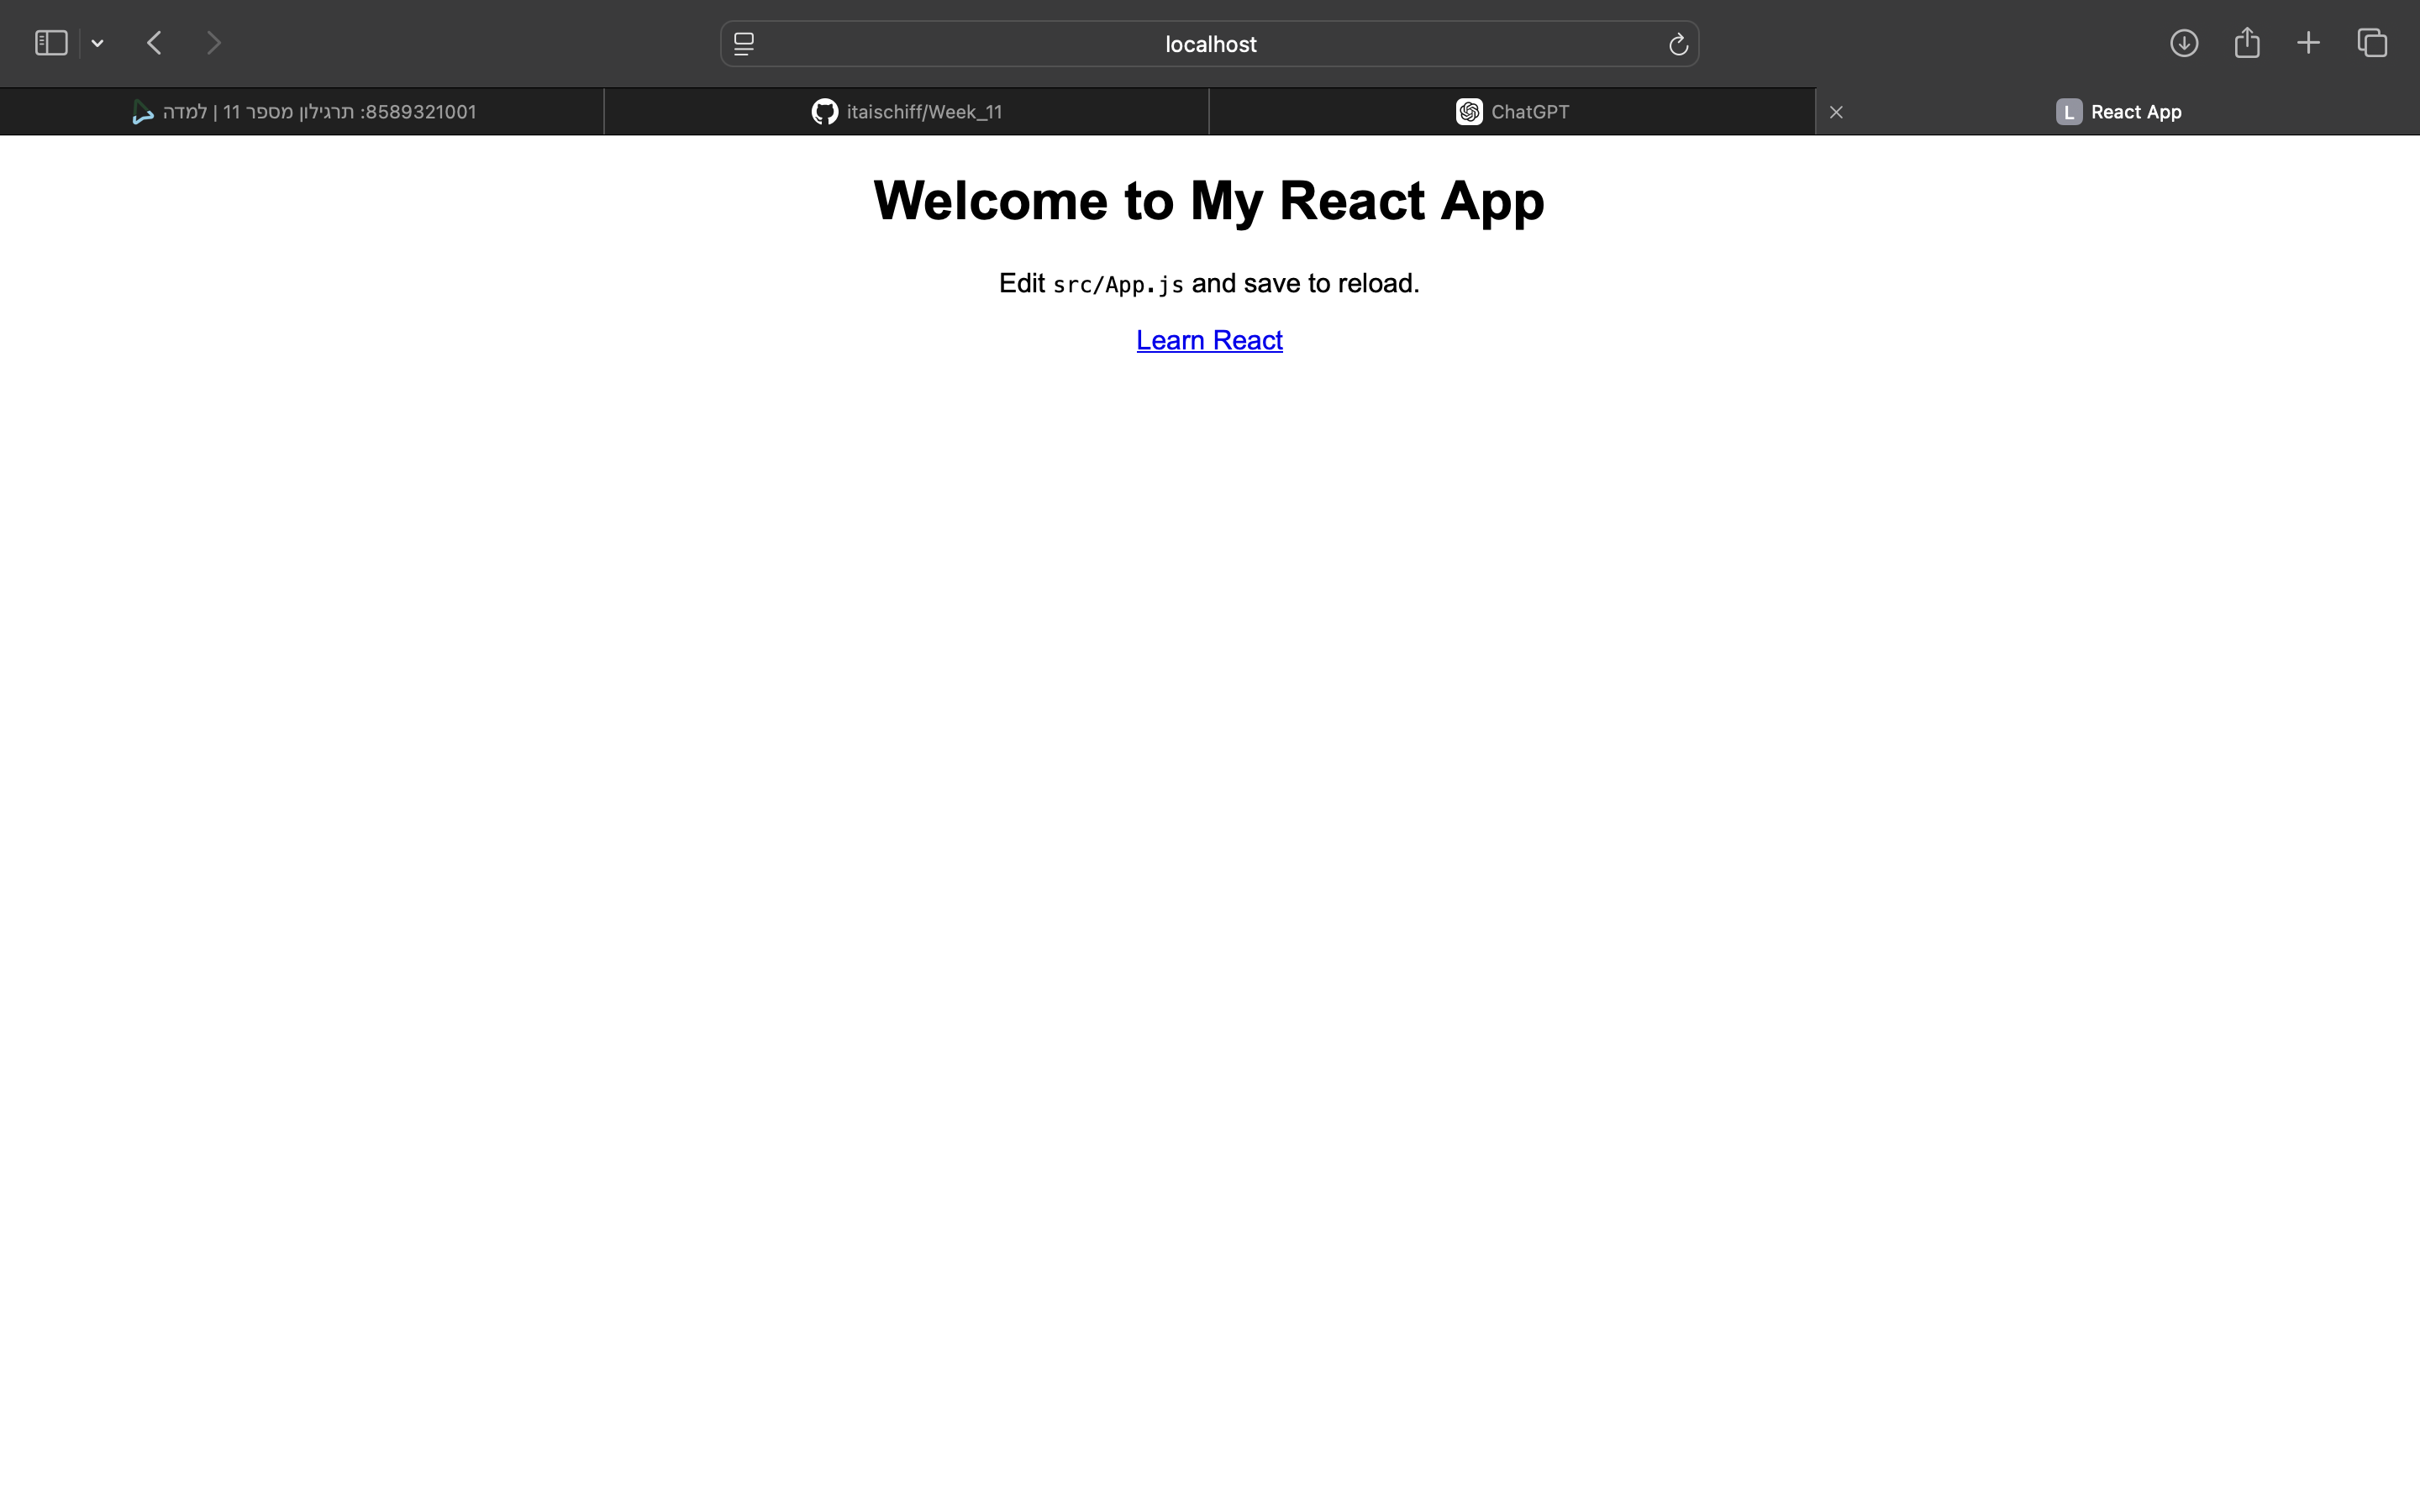 localhost
8589321001: תרגילון מספר 11 | למדה
itaischiff/Week_11
ChatGPT
L React App
Welcome to My React App
Edit src/App.js and save to reload.
Learn React